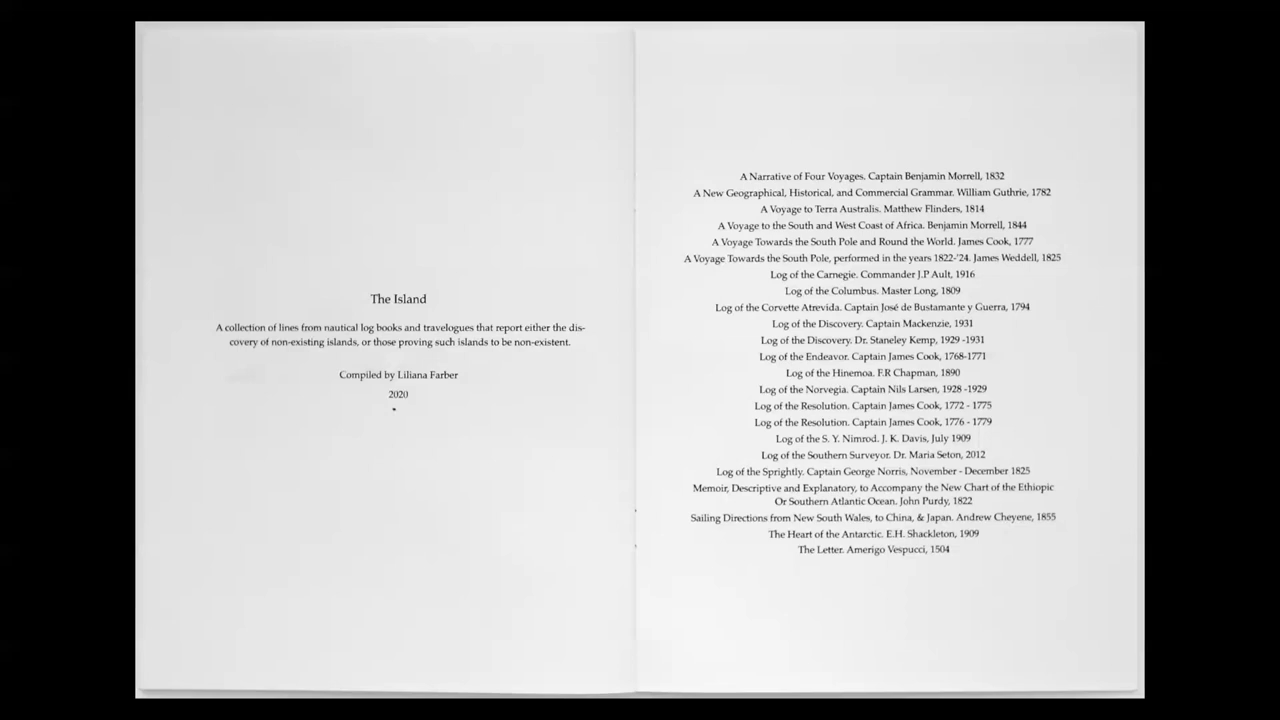 The Island
A collection of lines from nautical log books and travelogues that report either the dis-
covery of non-existing islands, or those proving such islands to be non-existent.
Compiled by Liliana Farber
2020
A Narrative of Four Voyages. Captain Benjamin Morrell, 1832
A New Geographical, Historical, and Commercial Grammar. William Guthrie, 1782
A Voyage to Terra Australis. Matthew Flinders, 1814
A Voyage to the South and West Coast of Africa. Benjamin Morrell, 1844
A Voyage Towards the South Pole and Round the World. James Cook, 1777
A Voyage Towards the South Pole, performed in the years 1822-'24. James Weddell, 1825
Log of the Carnegie. Commander J.P Ault, 1916
Log of the Columbus. Master Long, 1809
Log of the Corvette Atrevida. Captain José de Bustamante y Guerra, 1794
Log of the Discovery. Captain Mackenzie, 1931
Log of the Discovery. Dr. Staneley Kemp, 1929 -1931
Log of the Endeavor. Captain James Cook, 1768-1771
Log of the Hinemoa. F.R Chapman, 1890
Log of the Norvegia. Captain Nils Larsen, 1928 -1929
Log of the Resolution. Captain James Cook, 1772 - 1775
Log of the Resolution. Captain James Cook, 1776 - 1779
Log of the S. Y. Nimrod. J. K. Davis, July 1909
Log of the Southern Surveyor. Dr. Maria Seton, 2012
Log of the Sprightly. Captain George Norris, November - December 1825
Memoir, Descriptive and Explanatory, to Accompany the New Chart of the Ethiopic
Or Southern Atlantic Ocean. John Purdy, 1822
Sailing Directions from New South Wales, to China, & Japan. Andrew Cheyene, 1855
The Heart of the Antarctic. E.H. Shackleton, 1909
The Letter. Amerigo Vespucci, 1504